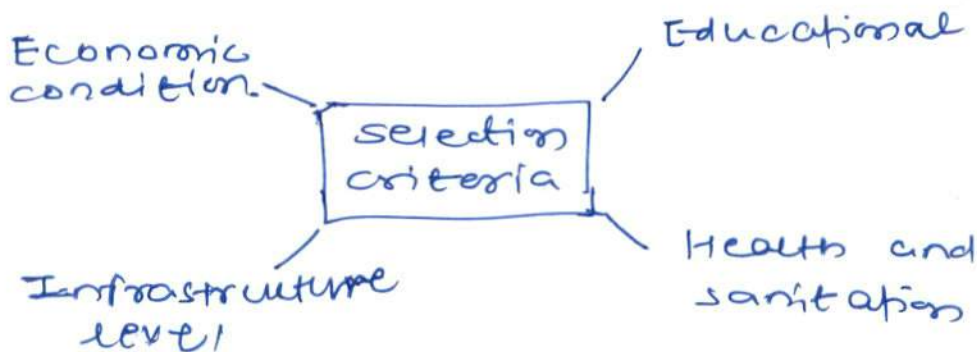 Economic
condition.
Educational
selection
criteria
Infrastructure
level
Health and
sanitation